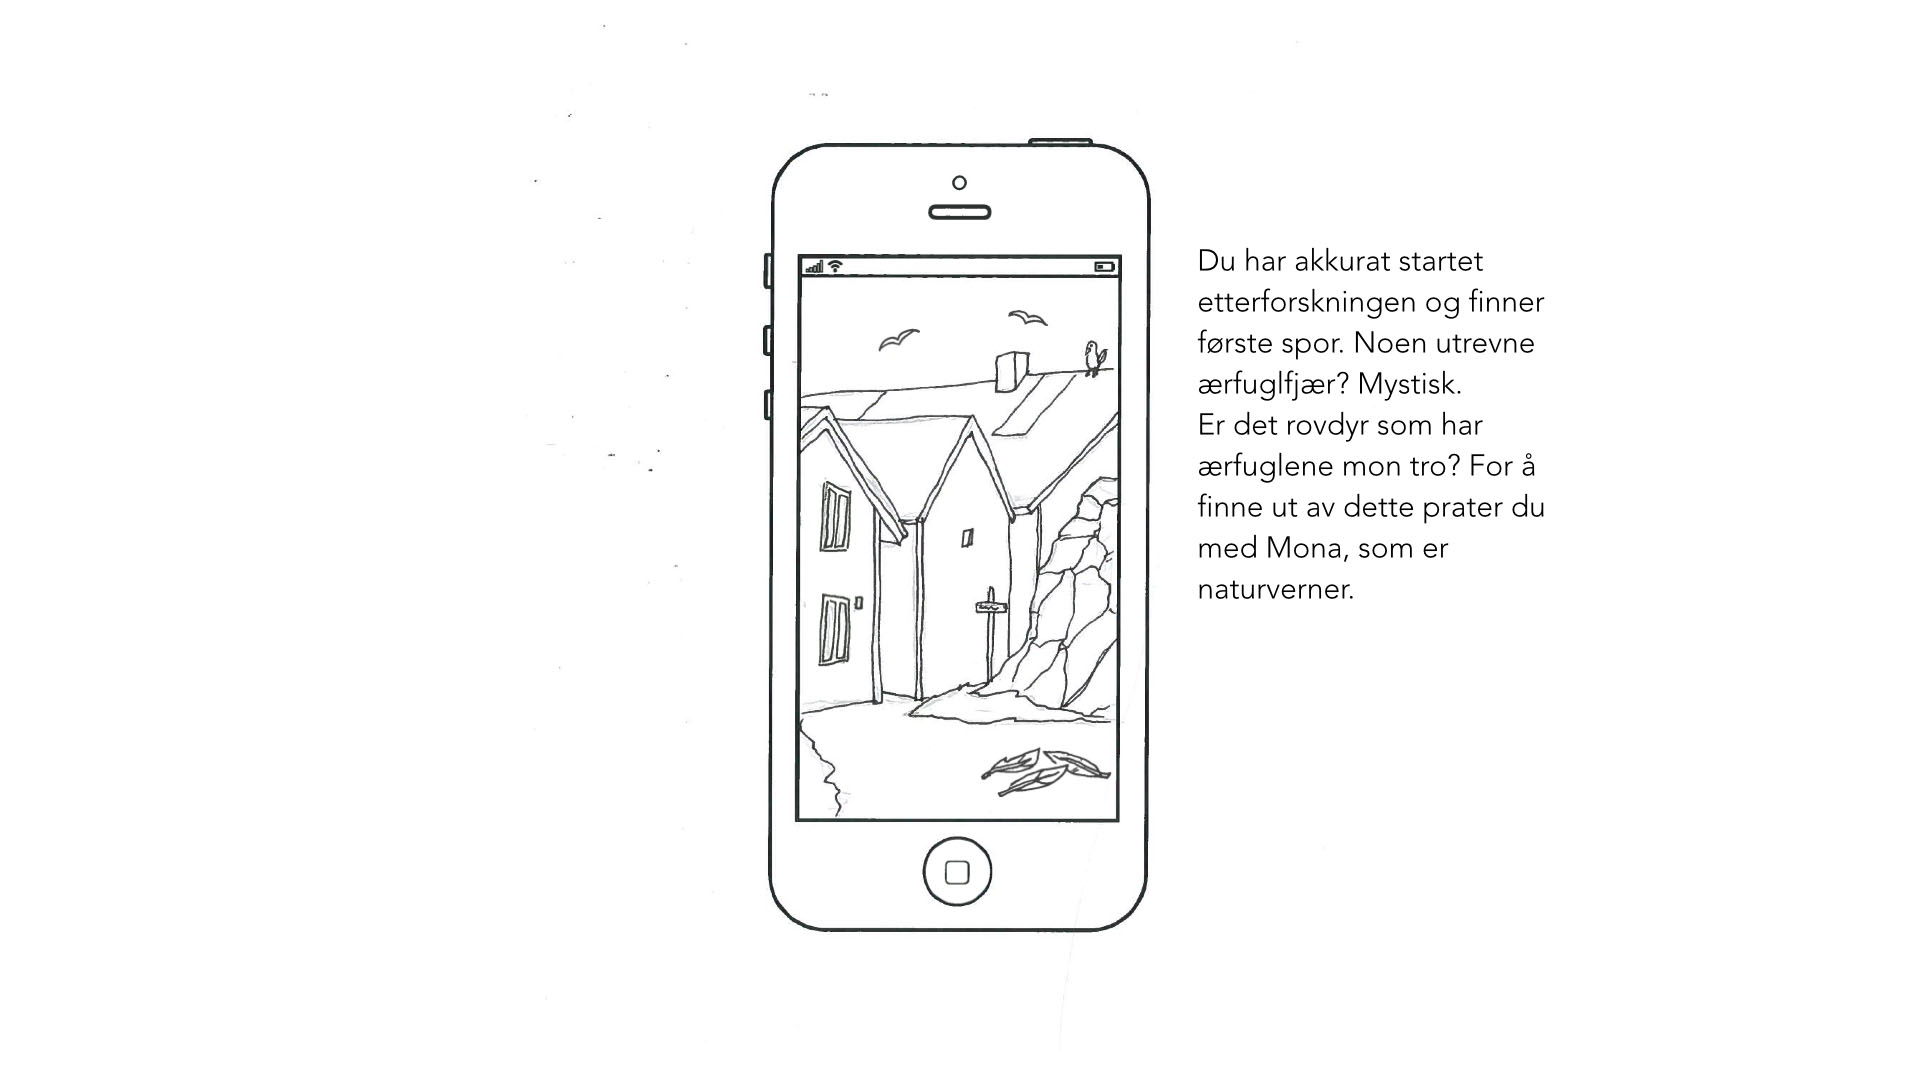 Du har akkurat startet
etterforskningen og finner
første spor. Noen utrevne
ærfuglfjær? Mystisk.
Er det rovdyr som har
ærfuglene mon tro? For å
finne ut av dette prater du
med Mona, som er
naturverner.